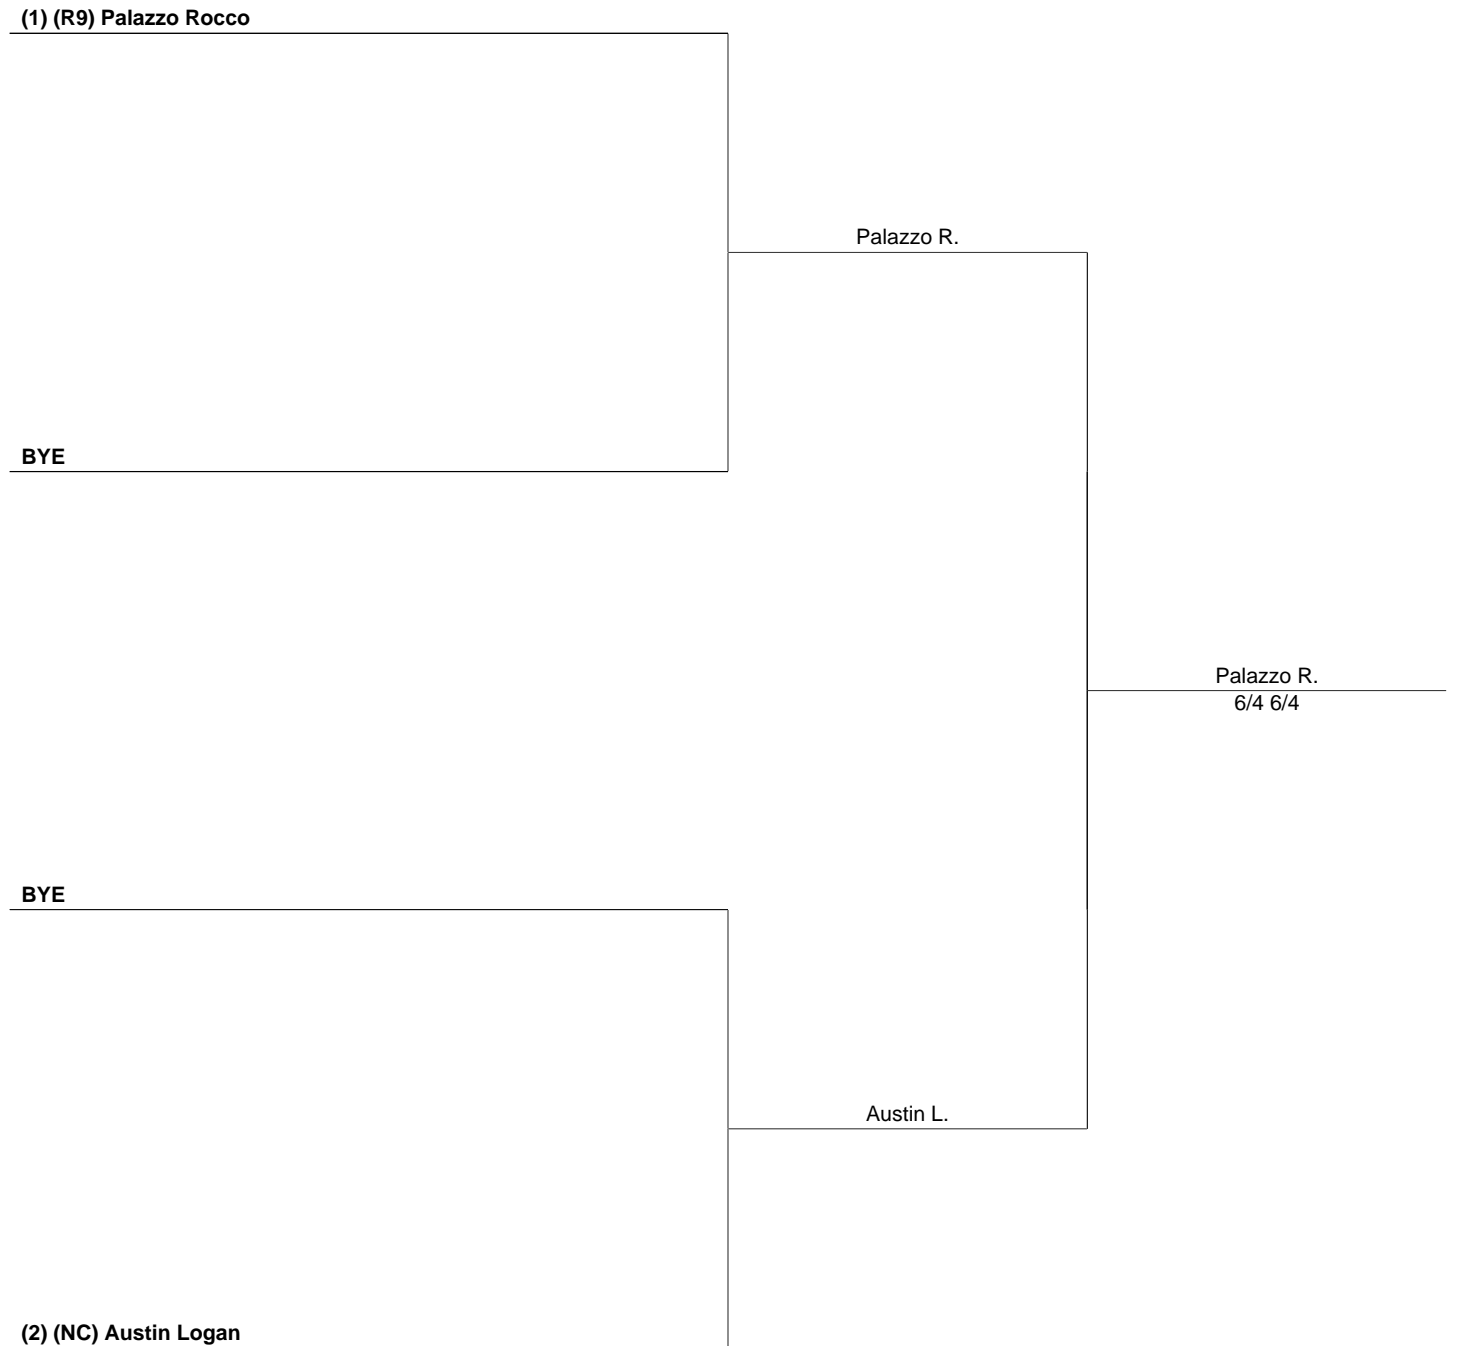 (1) (R9) Palazzo Rocco
Palazzo R.
BYE
Palazzo R.
6/4 6/4
BYE
Austin L.
(2) (NC) Austin Logan